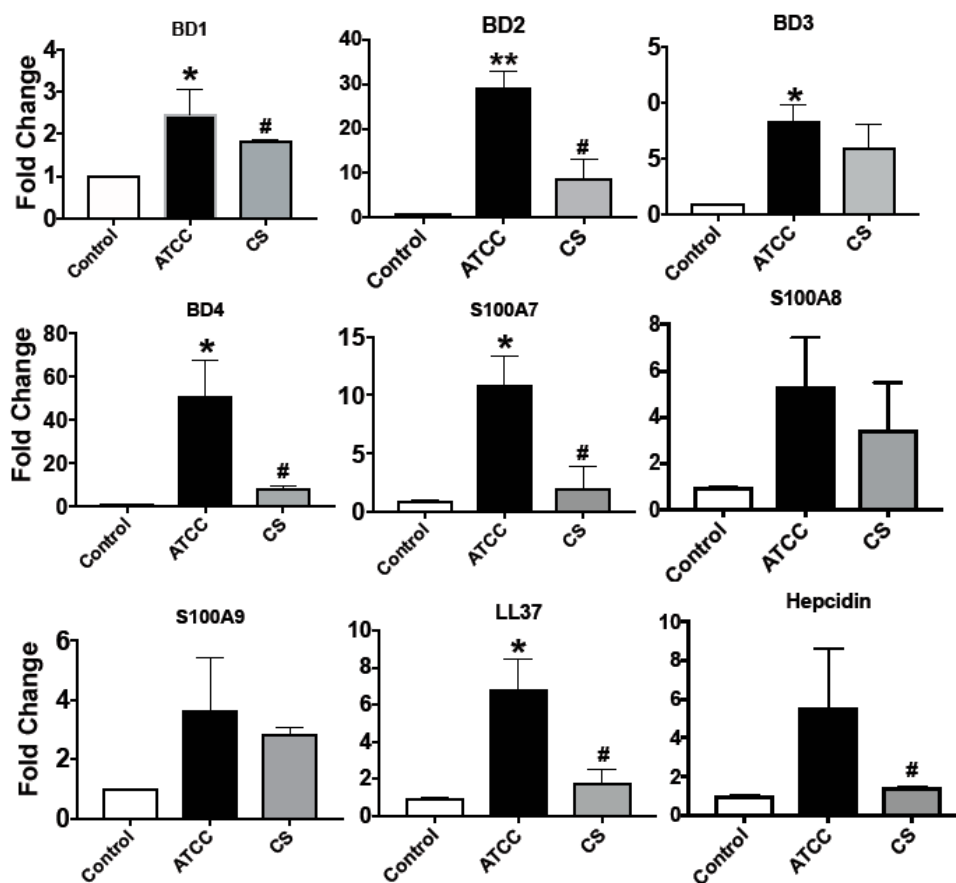 BD1
Fold Change
4
3
2
1
0
*
#
Control
ATCC
CS
BD2
40
30
20
10
0
**
#
Control
ATCC
CS
BD3
5
0
5
0
*
Control
ATCC
CS
BD4
Fold Change
80
60
40
20
0
*
#
Control
ATCC
CS
S100A7
15
10
5
0
*
#
Control
ATCC
CS
S100A8
8
6
4
2
0
Control
ATCC
CS
S100A9
Fold Change
6
4
2
0
Control
ATCC
CS
LL37
10
8
6
4
2
0
*
#
Control
ATCC
CS
Hepcidin
10
8
6
4
2
0
#
Control
ATCC
CS